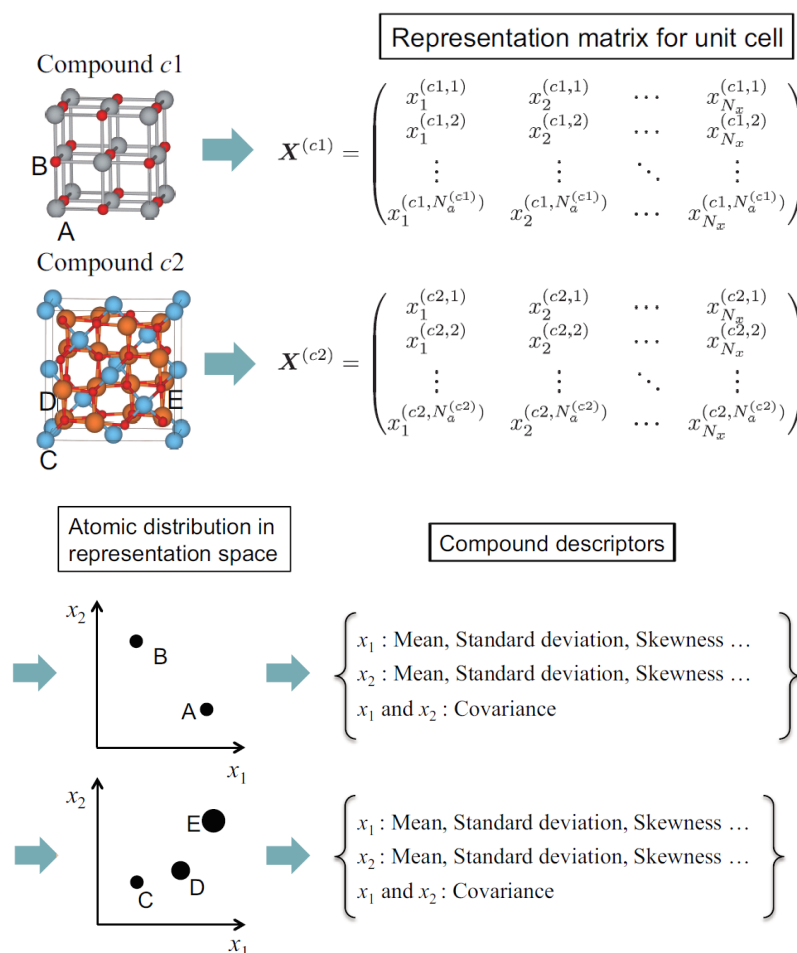 Representation matrix for unit cell
Compound c1
B
A
X^(c1) =
x_1^(c1,1) x_2^(c1,1) ⋯ x_{N_x}^(c1,1)
x_1^(c1,2) x_2^(c1,2) ⋯ x_{N_x}^(c1,2)
⋮ ⋮ ⋱ ⋮
x_1^(c1,N_a^(c1)) x_2^(c1,N_a^(c1)) ⋯ x_{N_x}^(c1,N_a^(c1))
Compound c2
D E
C
X^(c2) =
x_1^(c2,1) x_2^(c2,1) ⋯ x_{N_x}^(c2,1)
x_1^(c2,2) x_2^(c2,2) ⋯ x_{N_x}^(c2,2)
⋮ ⋮ ⋱ ⋮
x_1^(c2,N_a^(c2)) x_2^(c2,N_a^(c2)) ⋯ x_{N_x}^(c2,N_a^(c2))
Atomic distribution in
representation space
Compound descriptors
x_2
B
A
x_1
x_1 : Mean, Standard deviation, Skewness …
x_2 : Mean, Standard deviation, Skewness …
x_1 and x_2 : Covariance
x_2
E
D
C
x_1
x_1 : Mean, Standard deviation, Skewness …
x_2 : Mean, Standard deviation, Skewness …
x_1 and x_2 : Covariance